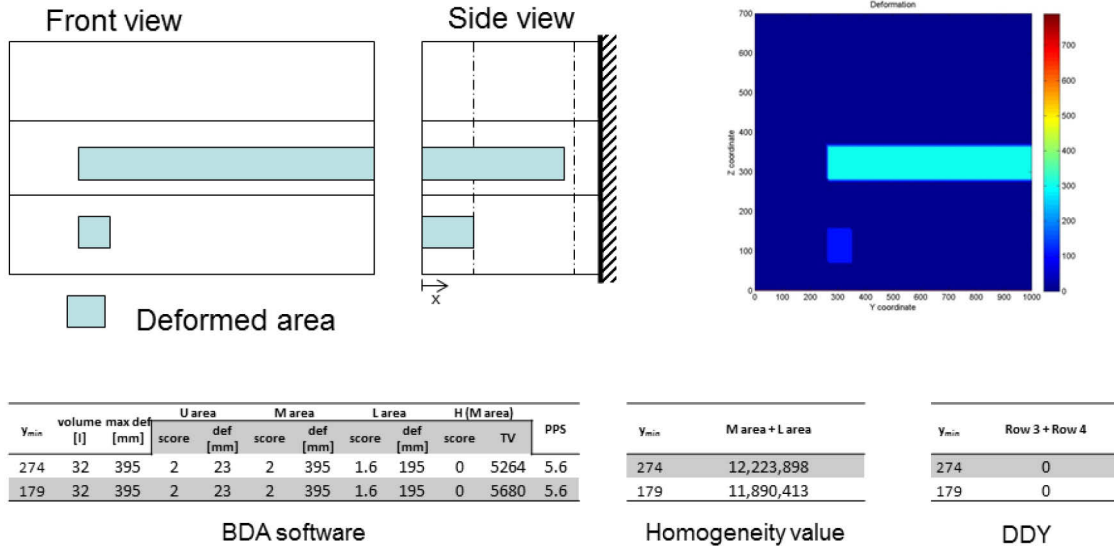 Front view
Side view
x
Deformed area
Deformation
Z coordinate
700
600
500
400
300
200
100
0
0 100 200 300 400 500 600 700 800 900 1000
Y coordinate
700
600
500
400
300
200
100
0
y min volume [l] max def [mm] U area M area L area H (M area) PPS
score def [mm] score def [mm] score def [mm] score TV
274 32 395 2 23 2 395 1.6 195 0 5264 5.6
179 32 395 2 23 2 395 1.6 195 0 5680 5.6
BDA software
y min M area + L area
274 12,223,898
179 11,890,413
Homogeneity value
y min Row 3 + Row 4
274 0
179 0
DDY